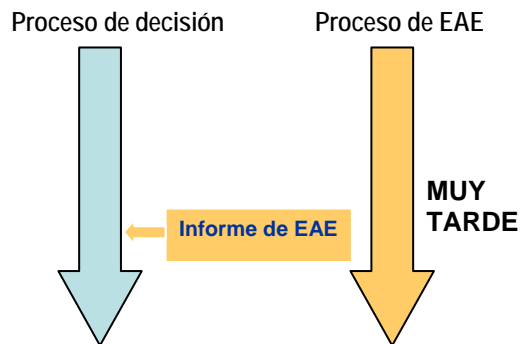 Proceso de decisión
Proceso de EAE
Informe de EAE
MUY
TARDE